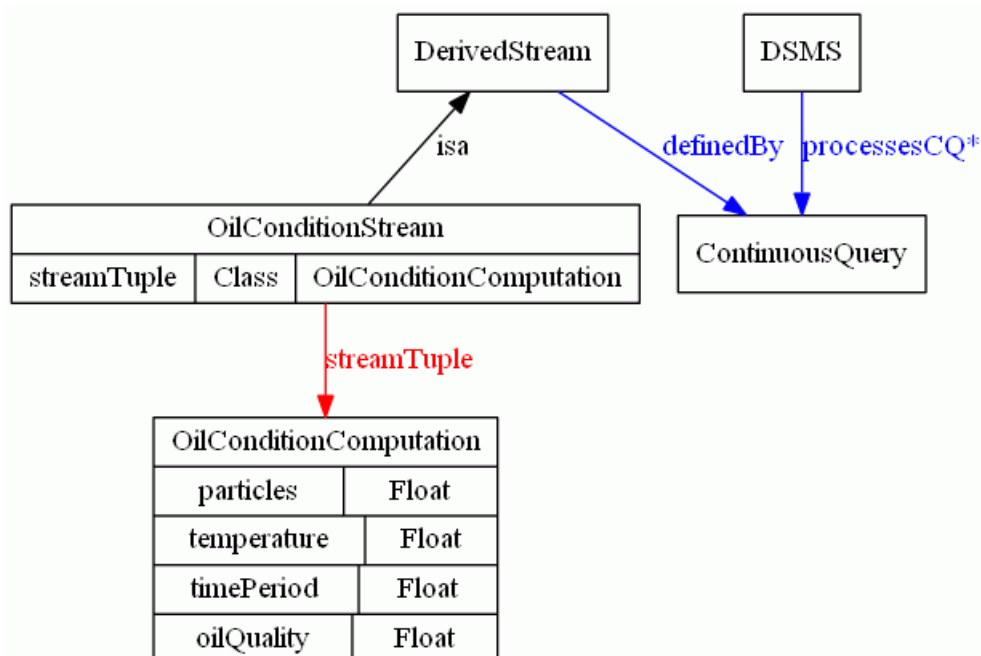 DerivedStream
DSMS
isa
definedBy
processesCQ*
OilConditionStream
streamTuple Class OilConditionComputation
ContinuousQuery
streamTuple
OilConditionComputation
particles Float
temperature Float
timePeriod Float
oilQuality Float